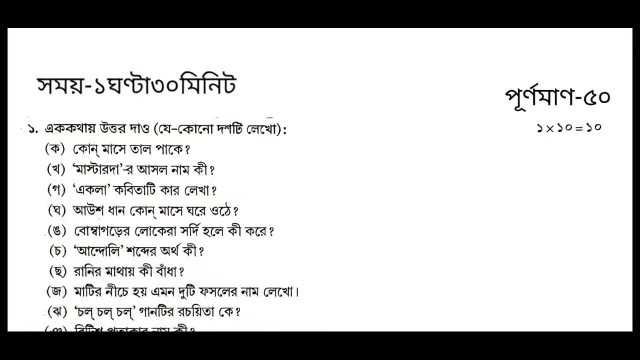 সময়-১ঘণ্টা৩০মিনিট
পূর্ণমাণ-৫০
১. এককথায় উত্তর দাও (যে-কোনো দশটি লেখো):
১×১০=১০
(ক) কোন্ মাসে তাল পাকে?
(খ) 'মাস্টারদা'-র আসল নাম কী?
(গ) 'একলা' কবিতাটি কার লেখা?
(ঘ) আউশ ধান কোন্ মাসে ঘরে ওঠে?
(ঙ) বোম্বাগড়ের লোকেরা সর্দি হলে কী করে?
(চ) 'আন্দোলি' শব্দের অর্থ কী?
(ছ) রানির মাথায় কী বাঁধা?
(জ) মাটির নীচে হয় এমন দুটি ফসলের নাম লেখো।
(ঝ) 'চল্ চল্ চল্' গানটির রচয়িতা কে?